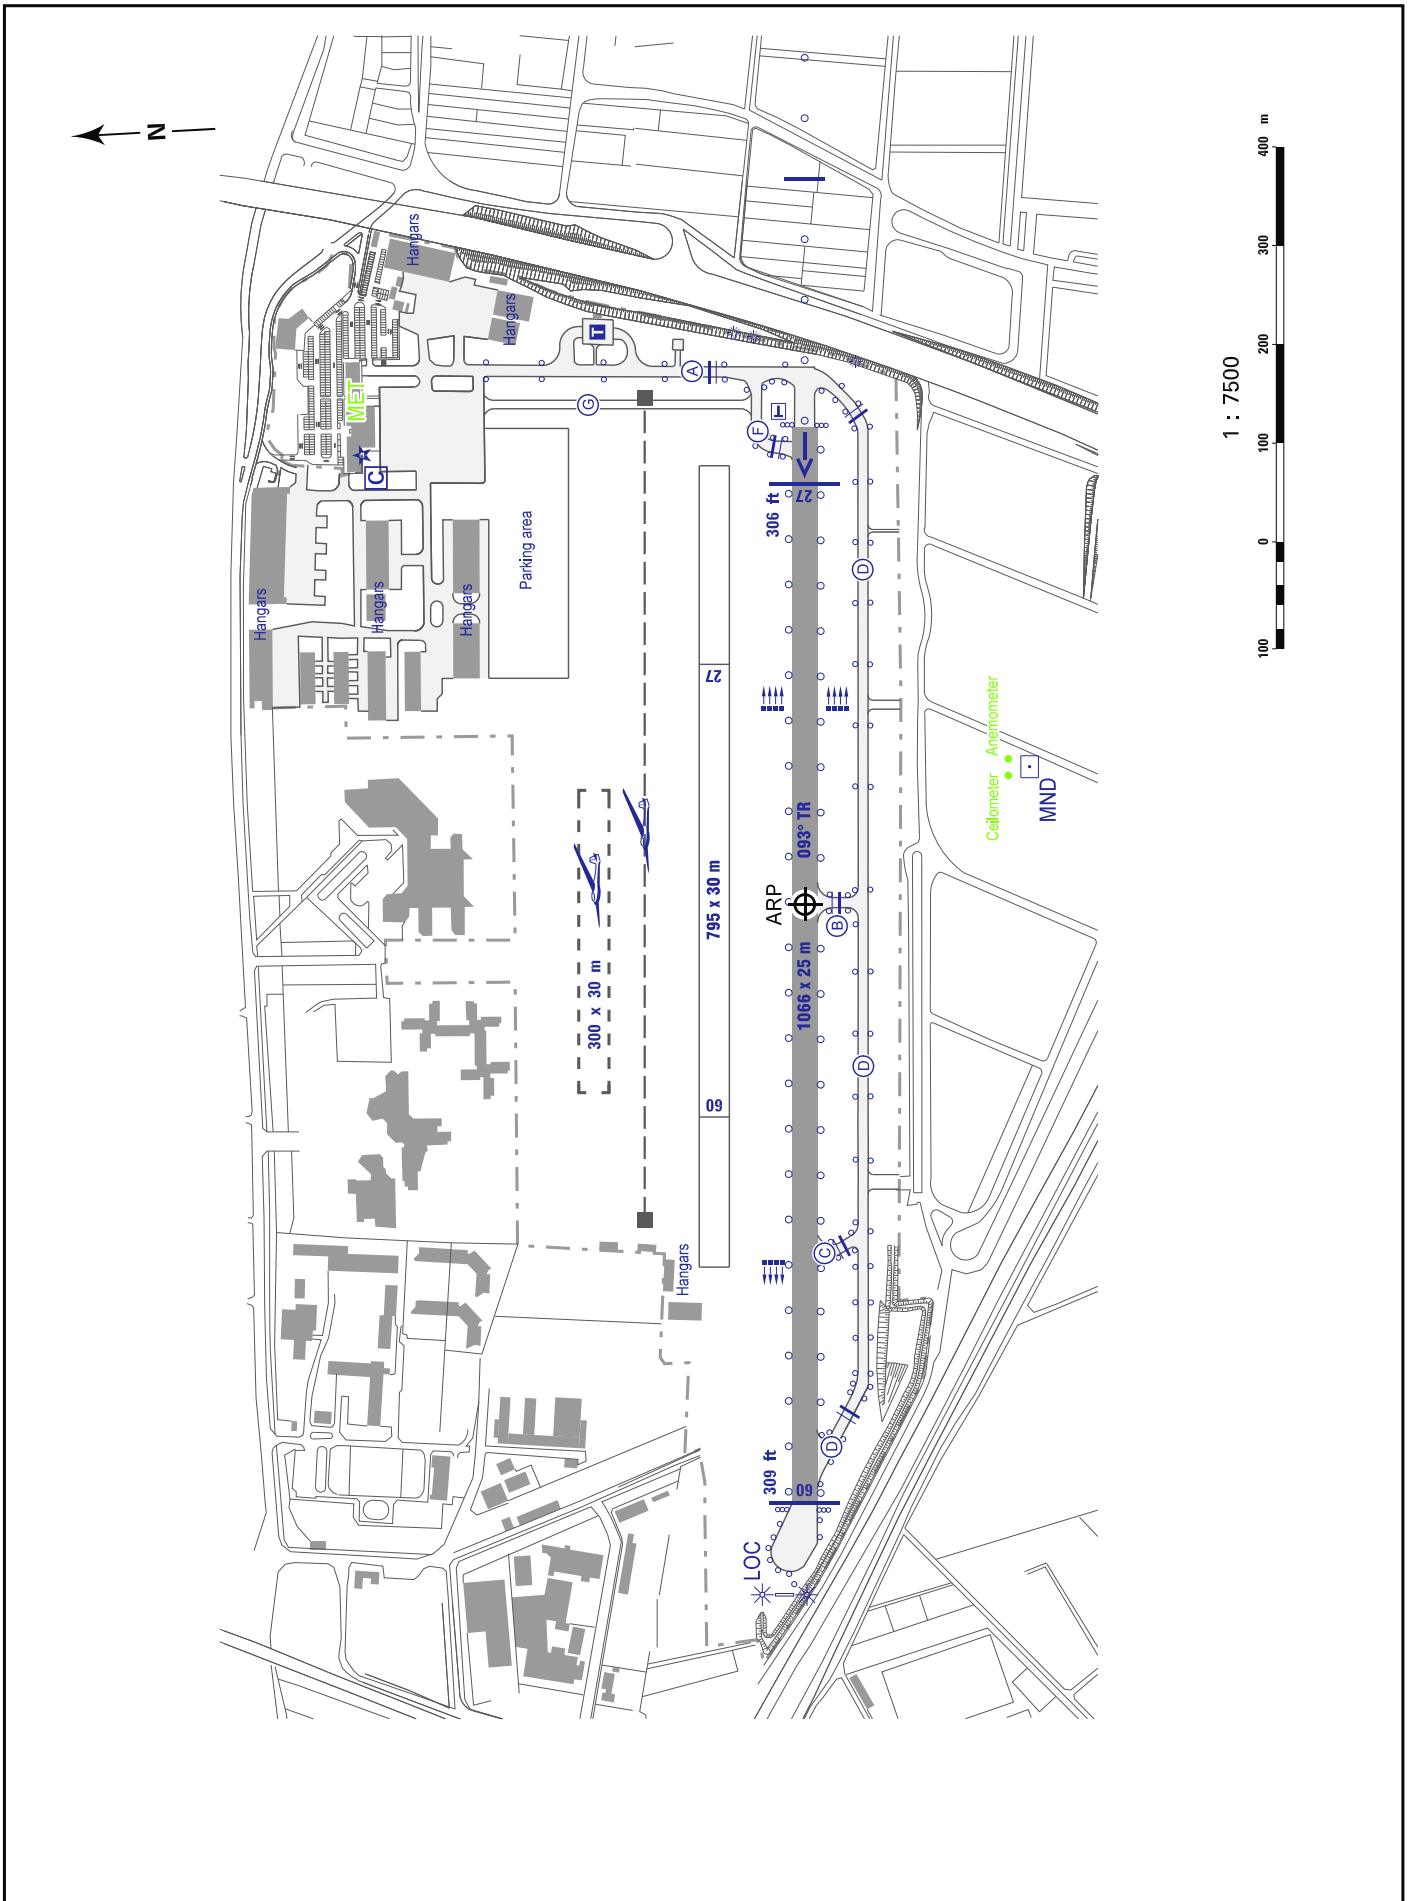 N
400 m
300
200
100
0
100
1 : 7500
Hangars
Hangars
T
MET
A
G
F
T
C
27
306 ft
Parking area
D
Hangars
Hangars
Hangars
27
Anemometer
Ceilometer
MND
093° TR
795 x 30 m
ARP
B
1066 x 25 m
300 x 30 m
D
09
C
Hangars
D
309 ft
09
LOC